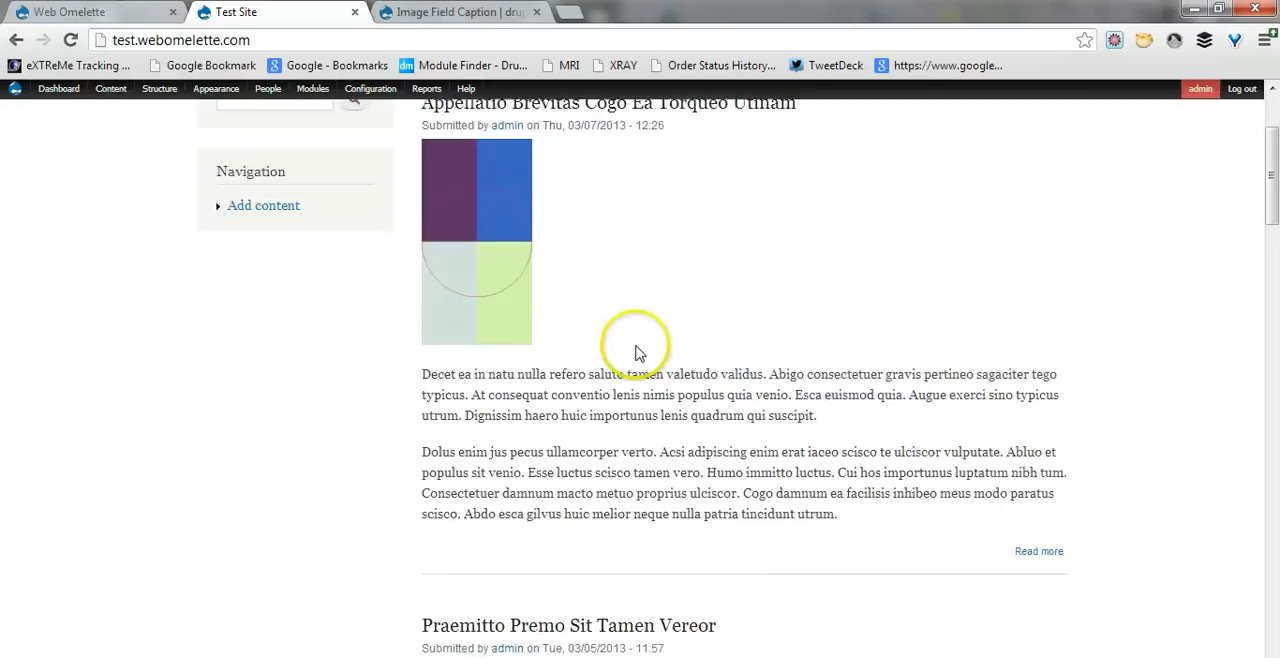 Web Omelette
Test Site
Image Field Caption | dru
test.webomelette.com
eXTReMe Tracking ...
Google Bookmark
Google - Bookmarks
Module Finder - Dru...
MRI
XRAY
Order Status History...
TweetDeck
https://www.google...
Dashboard
Content
Structure
Appearance
People
Modules
Configuration
Reports
Help
admin
Log out
Appellatio Brevitas Cogo Ea Torqueo Utinam
Submitted by admin on Thu, 03/07/2013 - 12:26
Navigation
Add content
Decet ea in natu nulla refero saluto tamen valetudo validus. Abigo consectetuer gravis pertineo sagaciter tego
typicus. At consequat conventio lenis nimis populus quia venio. Esca euismod quia. Augue exerci sino typicus
utrum. Dignissim haero huic importunus lenis quadrum qui suscipit.
Dolus enim jus pecus ullamcorper verto. Acsi adipiscing enim erat iaceo scisco te ulciscor vulputate. Abluo et
populus sit venio. Esse luctus scisco tamen vero. Humo immitto luctus. Cui hos importunus luptatum nibh tum.
Consectetuer damnum macto metuo proprius ulciscor. Cogo damnum ea facilisis inhibeo meus modo paratus
scisco. Abdo esca gilvus huic melior neque nulla patria tincidunt utrum.
Read more
Praemitto Premo Sit Tamen Vereor
Submitted by admin on Tue, 03/05/2013 - 11:57